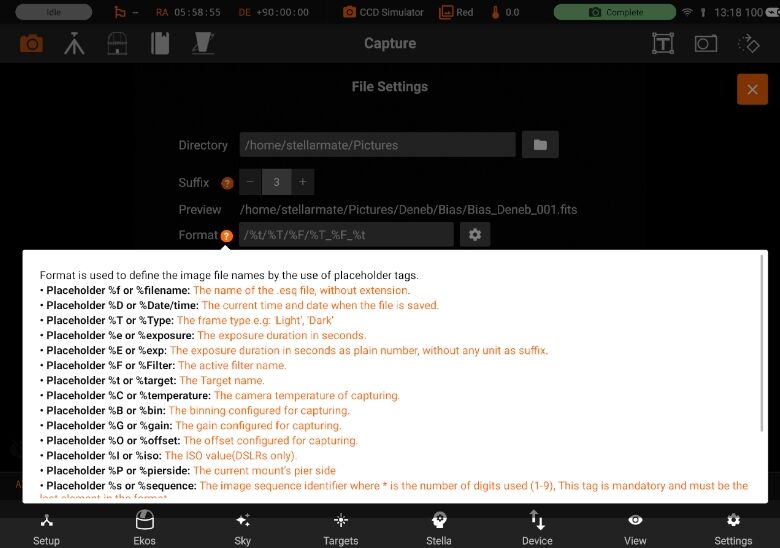 Idle
–
RA 05:58:55
DE +90:00:00
CCD Simulator
Red
0.0
Complete
13:18 100
Capture
File Settings
×
Directory /home/stellarmate/Pictures
Suffix ? – 3 +
Preview /home/stellarmate/Pictures/Deneb/Bias/Bias_Deneb_001.fits
Format ? /%t/%T/%F/%T_%F_%t
Format is used to define the image file names by the use of placeholder tags.
• Placeholder %f or %filename: The name of the .esq file, without extension.
• Placeholder %D or %Date/time: The current time and date when the file is saved.
• Placeholder %T or %Type: The frame type e.g: 'Light', 'Dark'
• Placeholder %e or %exposure: The exposure duration in seconds.
• Placeholder %E or %exp: The exposure duration in seconds as plain number, without any unit as suffix.
• Placeholder %F or %Filter: The active filter name.
• Placeholder %t or %target: The Target name.
• Placeholder %C or %temperature: The camera temperature of capturing.
• Placeholder %B or %bin: The binning configured for capturing.
• Placeholder %G or %gain: The gain configured for capturing.
• Placeholder %O or %offset: The offset configured for capturing.
• Placeholder %I or %iso: The ISO value(DSLRs only).
• Placeholder %P or %pierside: The current mount's pier side
• Placeholder %s or %sequence: The image sequence identifier where * is the number of digits used (1-9), This tag is mandatory and must be the
last element in the format
Setup
Ekos
Sky
Targets
Stella
Device
View
Settings